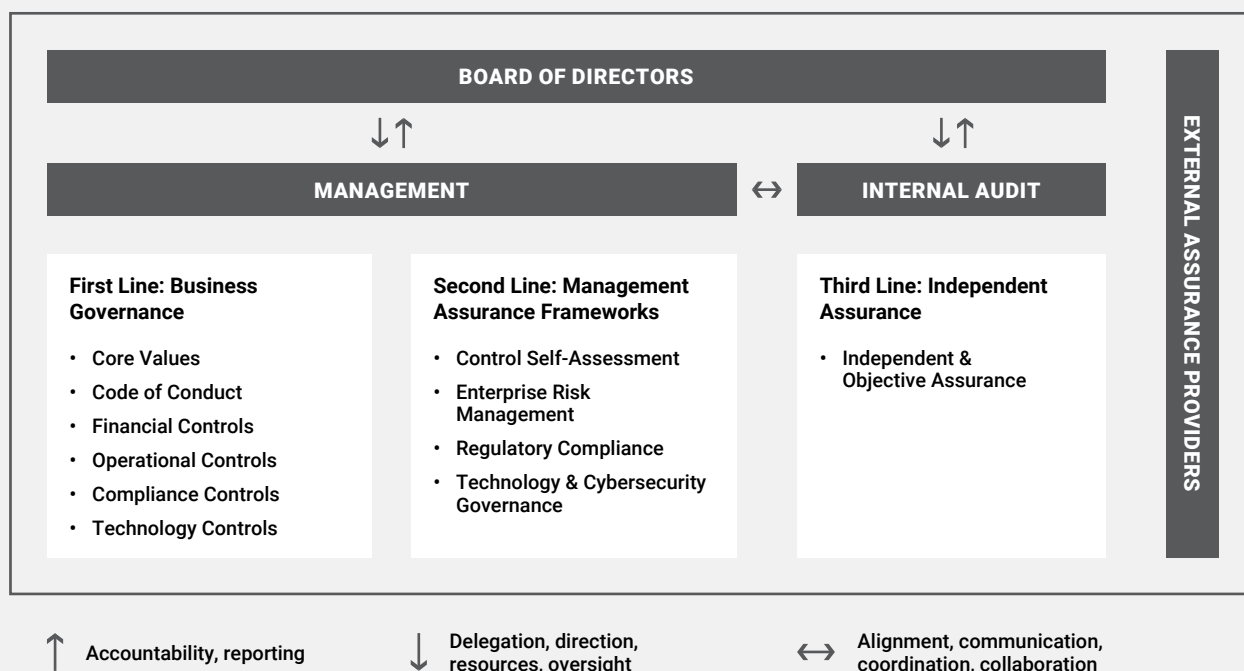 BOARD OF DIRECTORS
MANAGEMENT
INTERNAL AUDIT
First Line: Business
Governance
• Core Values
• Code of Conduct
• Financial Controls
• Operational Controls
• Compliance Controls
• Technology Controls
Second Line: Management
Assurance Frameworks
• Control Self-Assessment
• Enterprise Risk
Management
• Regulatory Compliance
• Technology & Cybersecurity
Governance
Third Line: Independent
Assurance
• Independent &
Objective Assurance
EXTERNAL ASSURANCE PROVIDERS
Accountability, reporting
Delegation, direction,
resources, oversight
Alignment, communication,
coordination, collaboration